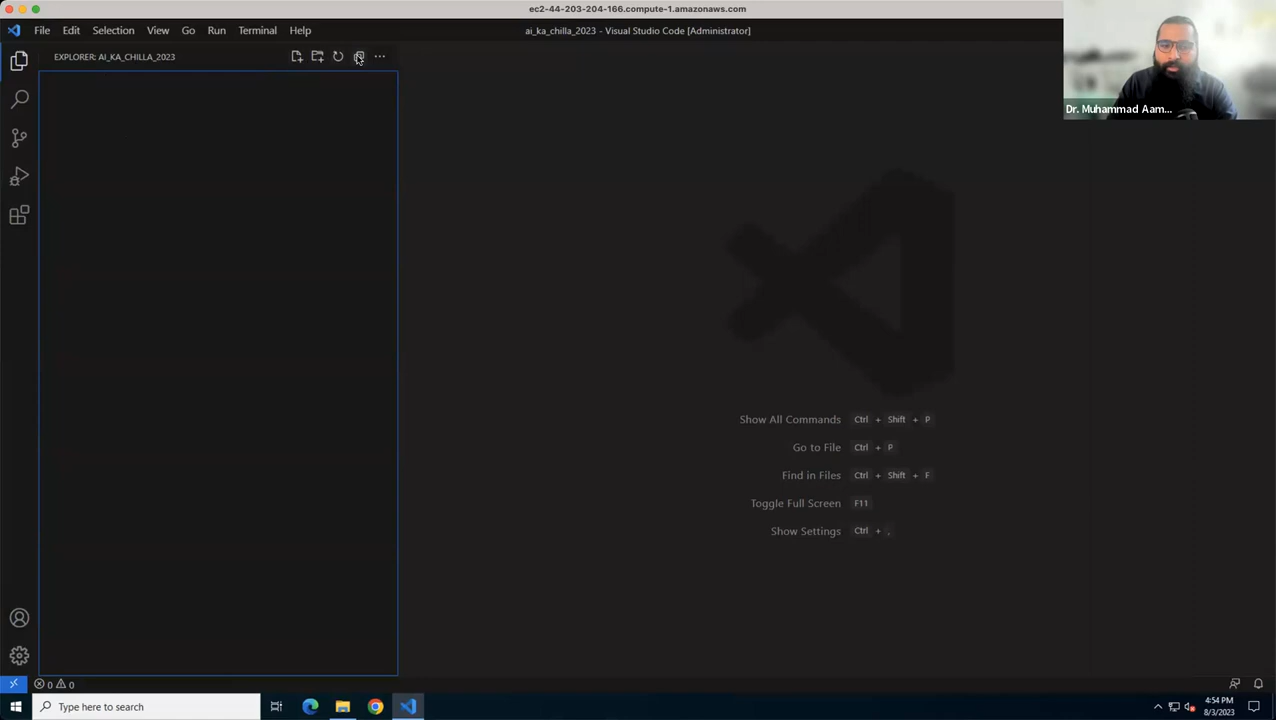 ec2-44-203-204-166.compute-1.amazonaws.com
File Edit Selection View Go Run Terminal Help
ai_ka_chilla_2023 - Visual Studio Code [Administrator]
EXPLORER: AI_KA_CHILLA_2023
Dr. Muhammad Aam...
Show All Commands Ctrl + Shift + P
Go to File Ctrl + P
Find in Files Ctrl + Shift + F
Toggle Full Screen F11
Show Settings Ctrl + ,
0 0
Type here to search
4:54 PM
8/3/2023